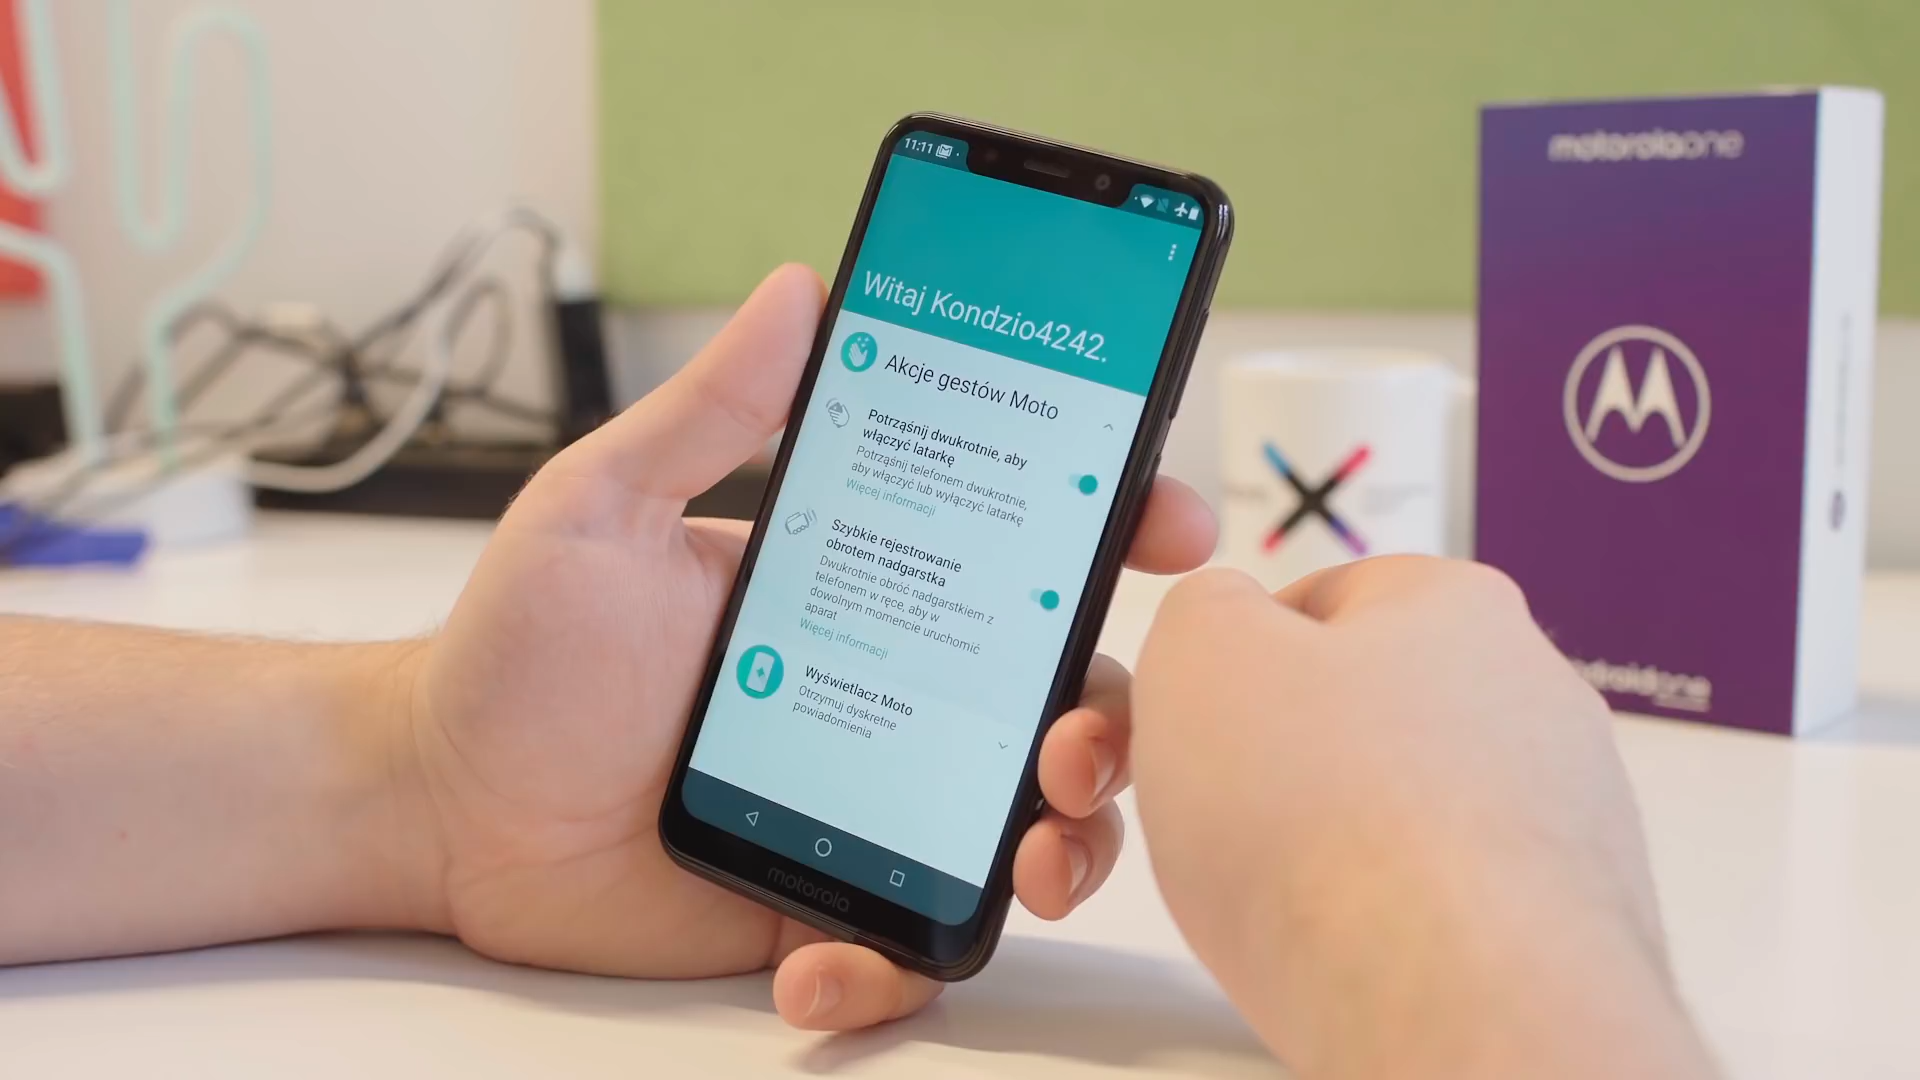 11:11
Witaj Kondzio4242.
Akcje gestów Moto
Potrząśnij dwukrotnie, aby
włączyć latarkę
Potrząśnij telefonem dwukrotnie,
aby włączyć lub wyłączyć latarkę
Więcej informacji
Szybkie rejestrowanie
obrotem nadgarstka
Dwukrotnie obróć nadgarstkiem z
telefonem w ręce, aby w
dowolnym momencie uruchomić
aparat
Więcej informacji
Wyświetlacz Moto
Otrzymuj dyskretne
powiadomienia
motorola
motorola one
androidone